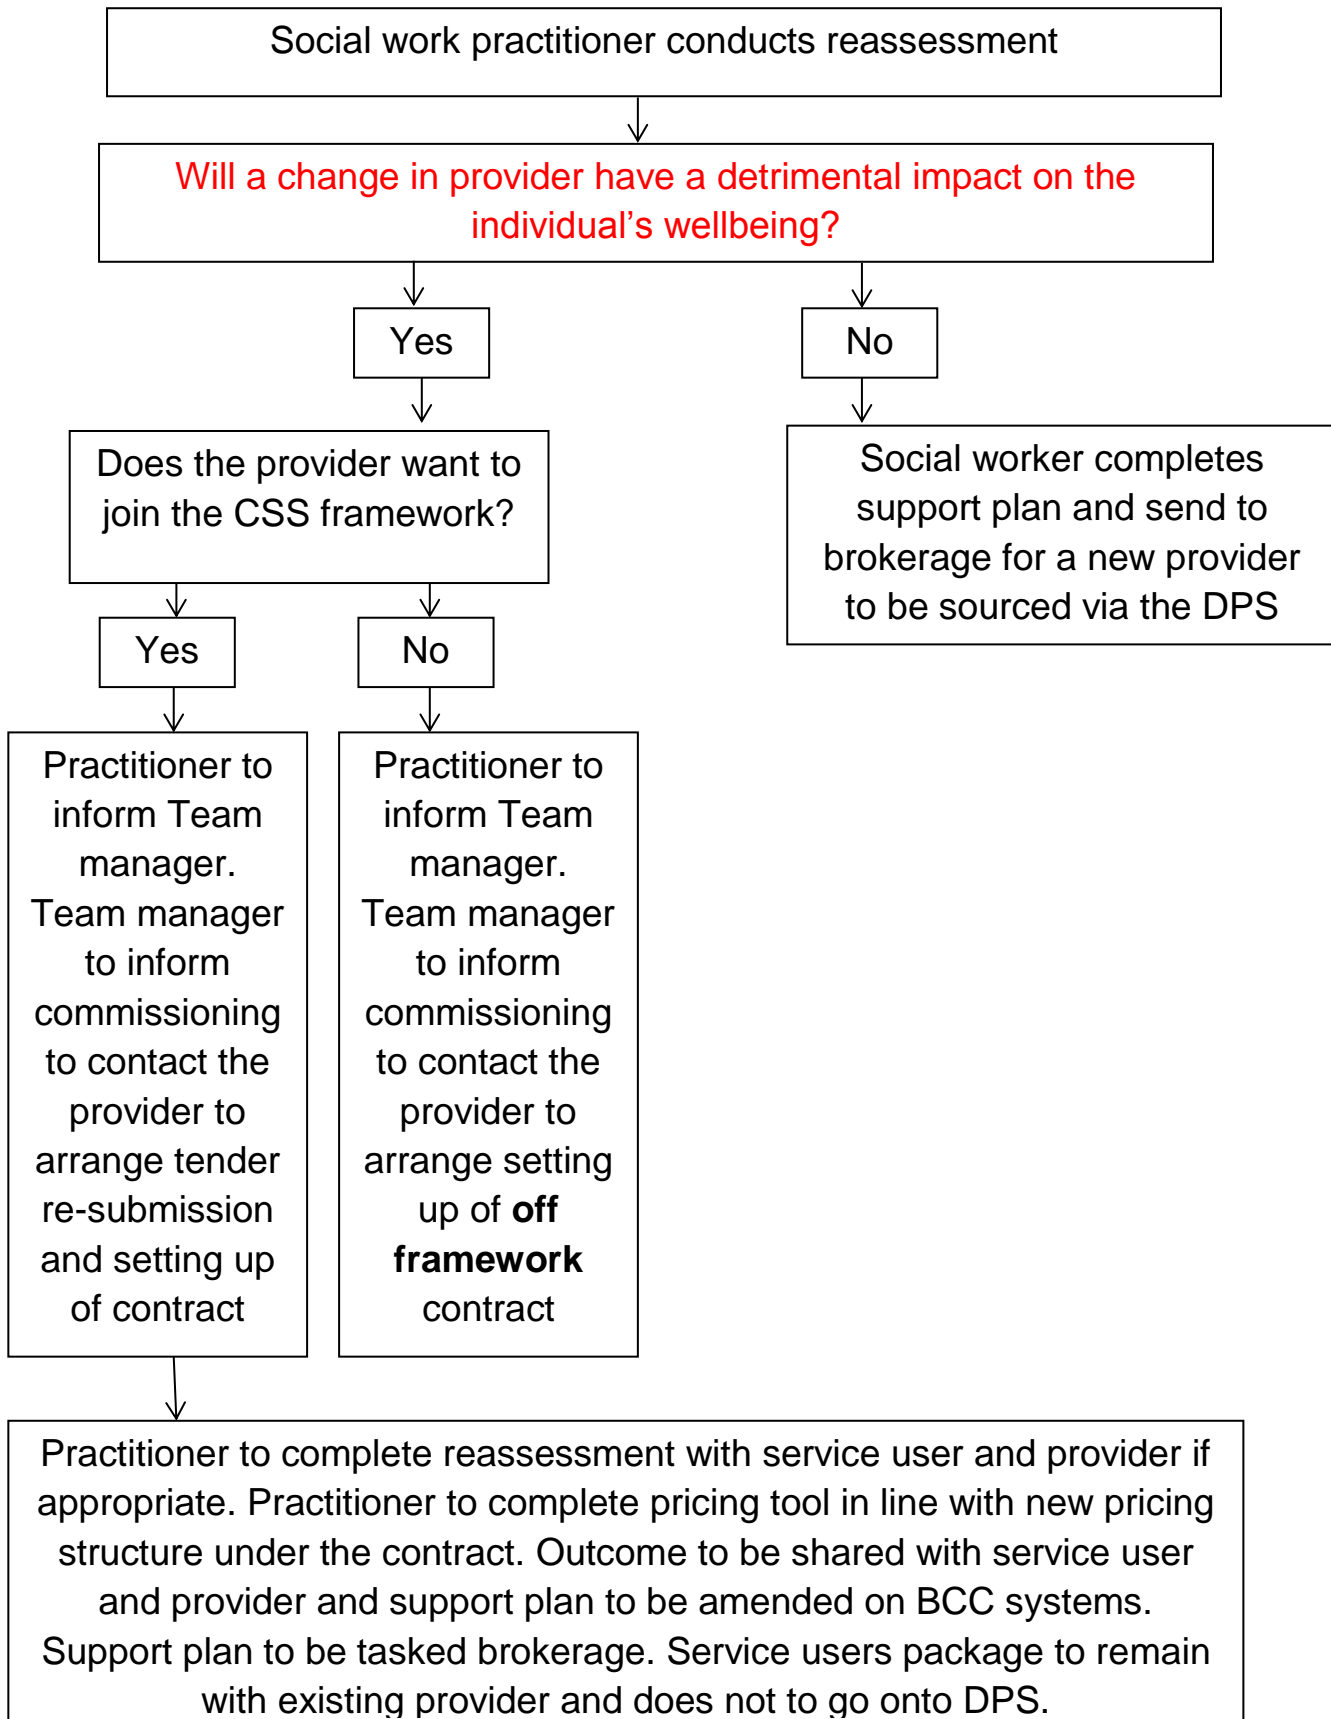 Social work practitioner conducts reassessment
Will a change in provider have a detrimental impact on the
individual’s wellbeing?
Yes
No
Does the provider want to
join the CSS framework?
Social worker completes
support plan and send to
brokerage for a new provider
to be sourced via the DPS
Yes
No
Practitioner to
inform Team
manager.
Team manager
to inform
commissioning
to contact the
provider to
arrange tender
re-submission
and setting up
of contract
Practitioner to
inform Team
manager.
Team manager
to inform
commissioning
to contact the
provider to
arrange setting
up of off
framework
contract
Practitioner to complete reassessment with service user and provider if
appropriate. Practitioner to complete pricing tool in line with new pricing
structure under the contract. Outcome to be shared with service user
and provider and support plan to be amended on BCC systems.
Support plan to be tasked brokerage. Service users package to remain
with existing provider and does not to go onto DPS.